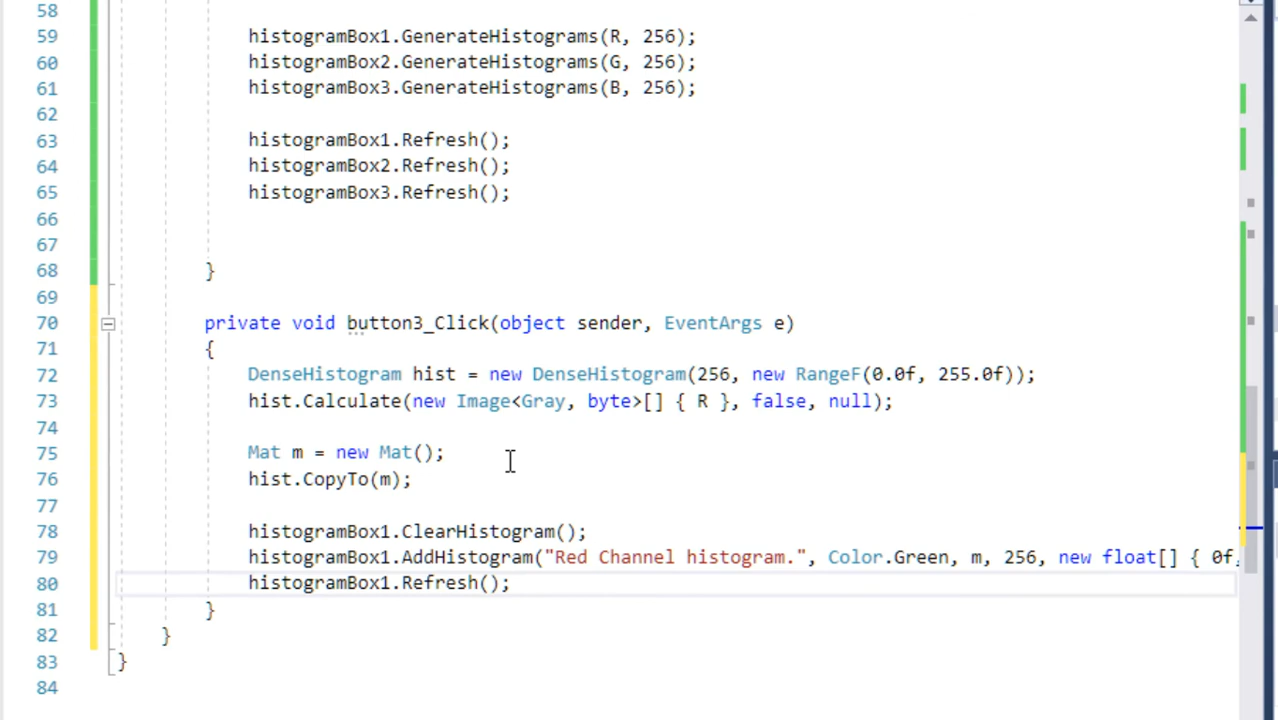 58
59 histogramBox1.GenerateHistograms(R, 256);
60 histogramBox2.GenerateHistograms(G, 256);
61 histogramBox3.GenerateHistograms(B, 256);
62
63 histogramBox1.Refresh();
64 histogramBox2.Refresh();
65 histogramBox3.Refresh();
66
67
68 }
69
70 private void button3_Click(object sender, EventArgs e)
71 {
72 DenseHistogram hist = new DenseHistogram(256, new RangeF(0.0f, 255.0f));
73 hist.Calculate(new Image<Gray, byte>[] { R }, false, null);
74
75 Mat m = new Mat();
76 hist.CopyTo(m);
77
78 histogramBox1.ClearHistogram();
79 histogramBox1.AddHistogram("Red Channel histogram.", Color.Green, m, 256, new float[] { 0f,
80 histogramBox1.Refresh();
81 }
82 }
83 }
84